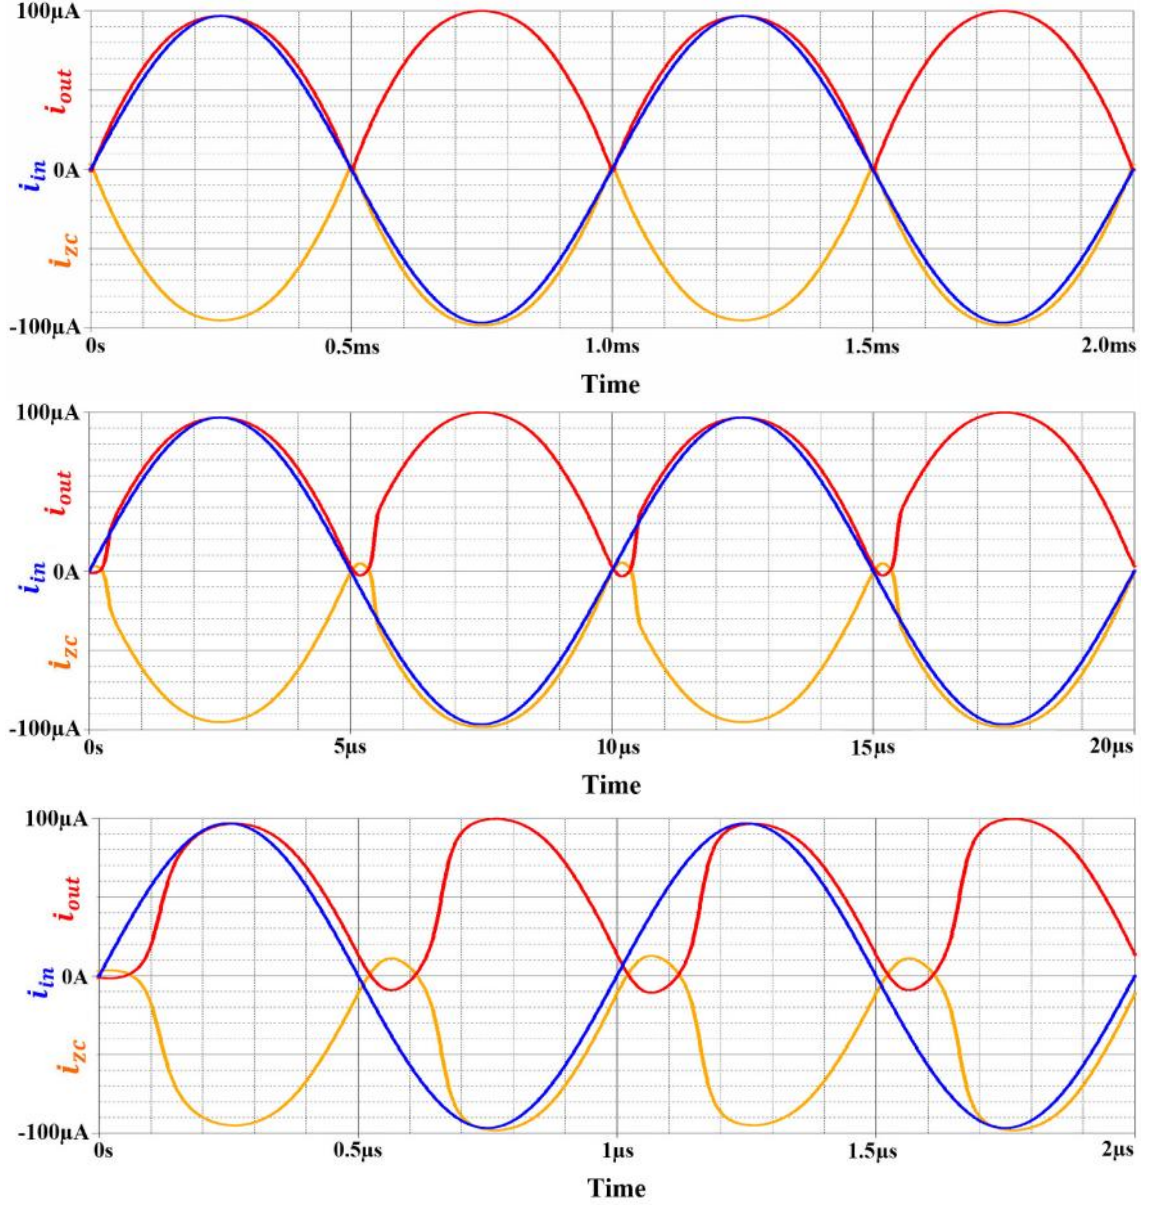 100µA
i_out
i_in
0A
i_ZC
-100µA
0s 0.5ms 1.0ms 1.5ms 2.0ms
Time
100µA
i_out
i_in
0A
i_ZC
-100µA
0s 5µs 10µs 15µs 20µs
Time
100µA
i_out
i_in
0A
i_ZC
-100µA
0s 0.5µs 1µs 1.5µs 2µs
Time